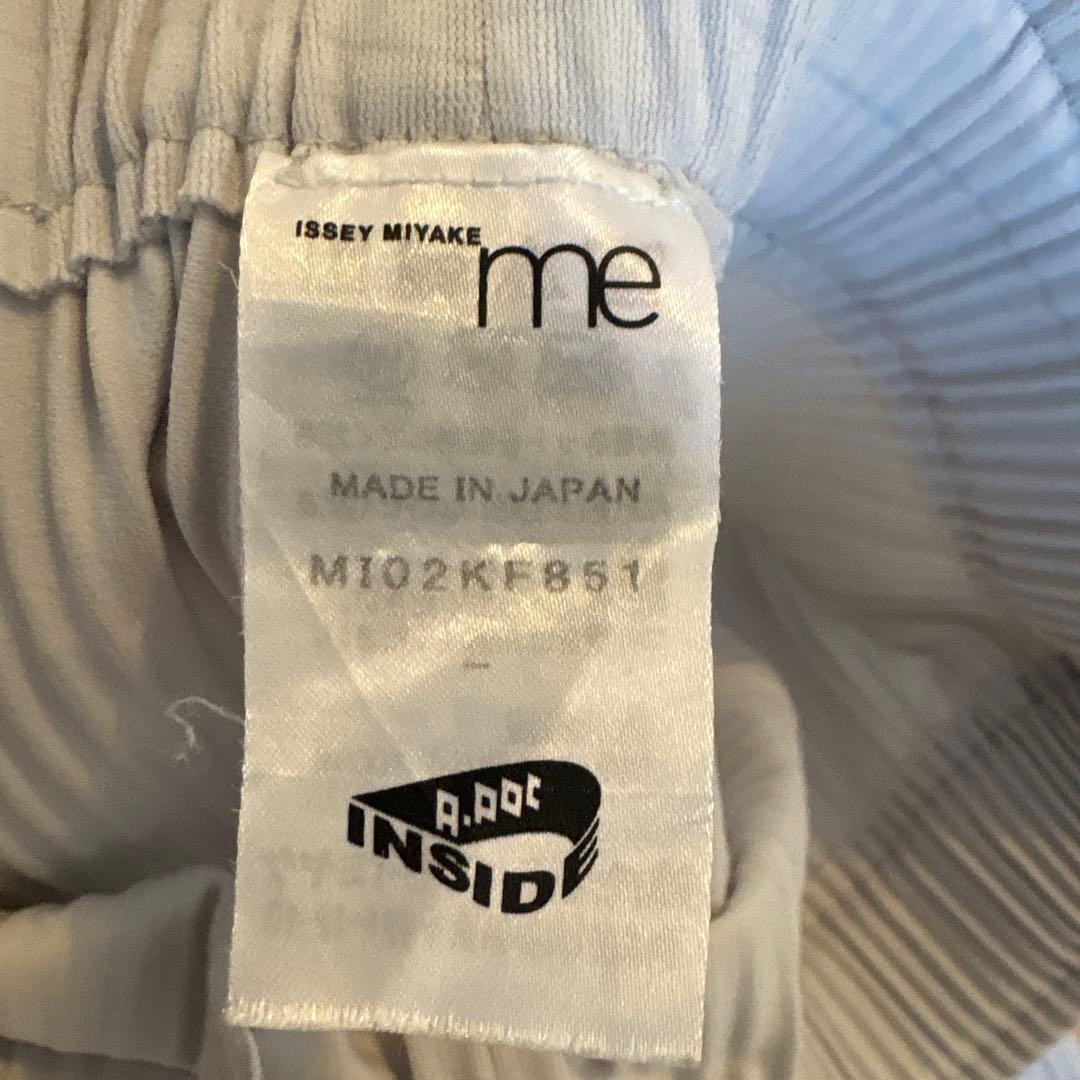 ISSEY MIYAKE
me
MADE IN JAPAN
MI02KF851
-
A.POC
INSIDE